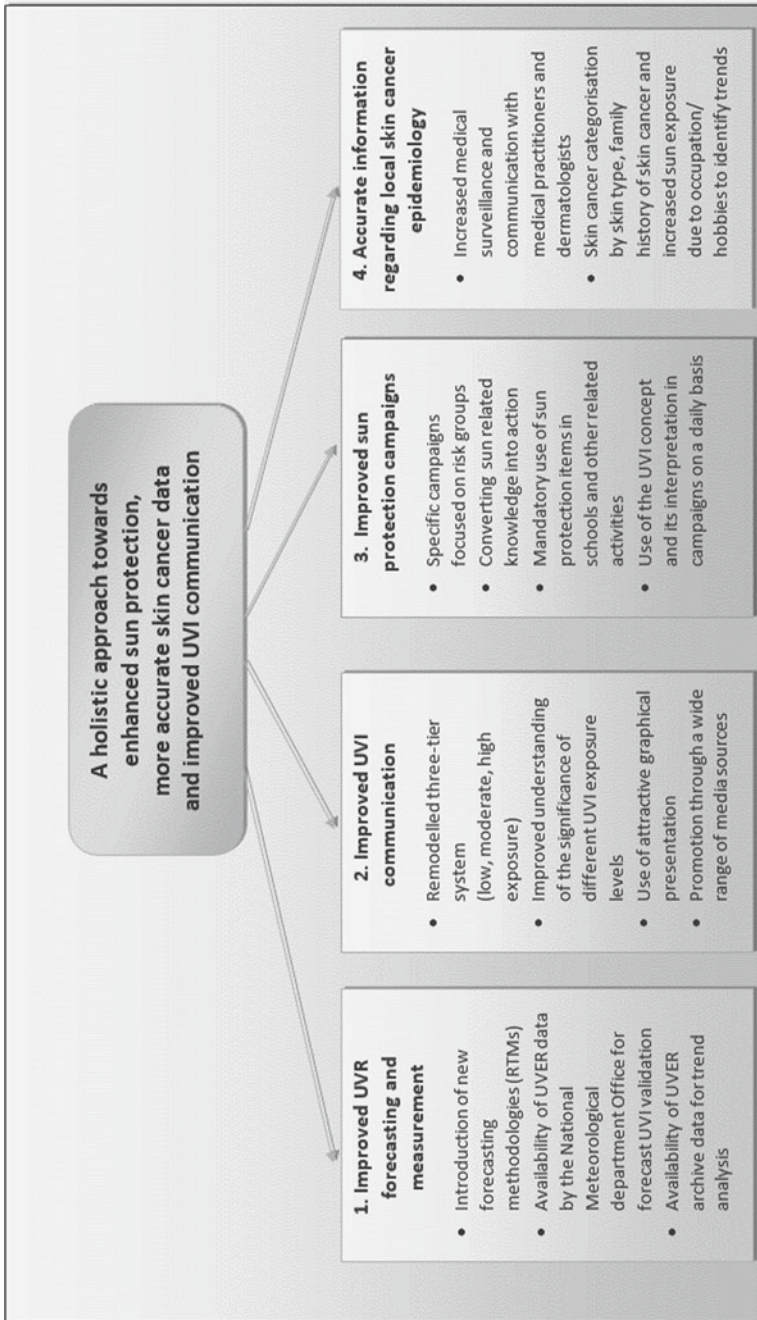 A holistic approach towards
enhanced sun protection,
more accurate skin cancer data
and improved UVI communication
1. Improved UVR
forecasting and
measurement
• Introduction of new
forecasting
methodologies (RTMs)
• Availability of UVER data
by the National
Meteorological
department Office for
forecast UVI validation
• Availability of UVER
archive data for trend
analysis
2. Improved UVI
communication
• Remodelled three-tier
system
(low, moderate, high
exposure)
• Improved understanding
of the significance of
different UVI exposure
levels
• Use of attractive graphical
presentation
• Promotion through a wide
range of media sources
3. Improved sun
protection campaigns
• Specific campaigns
focused on risk groups
• Converting sun related
knowledge into action
• Mandatory use of sun
protection items in
schools and other related
activities
• Use of the UVI concept
and its interpretation in
campaigns on a daily basis
4. Accurate information
regarding local skin cancer
epidemiology
• Increased medical
surveillance and
communication with
medical practitioners and
dermatologists
• Skin cancer categorisation
by skin type, family
history of skin cancer and
increased sun exposure
due to occupation/
hobbies to identify trends